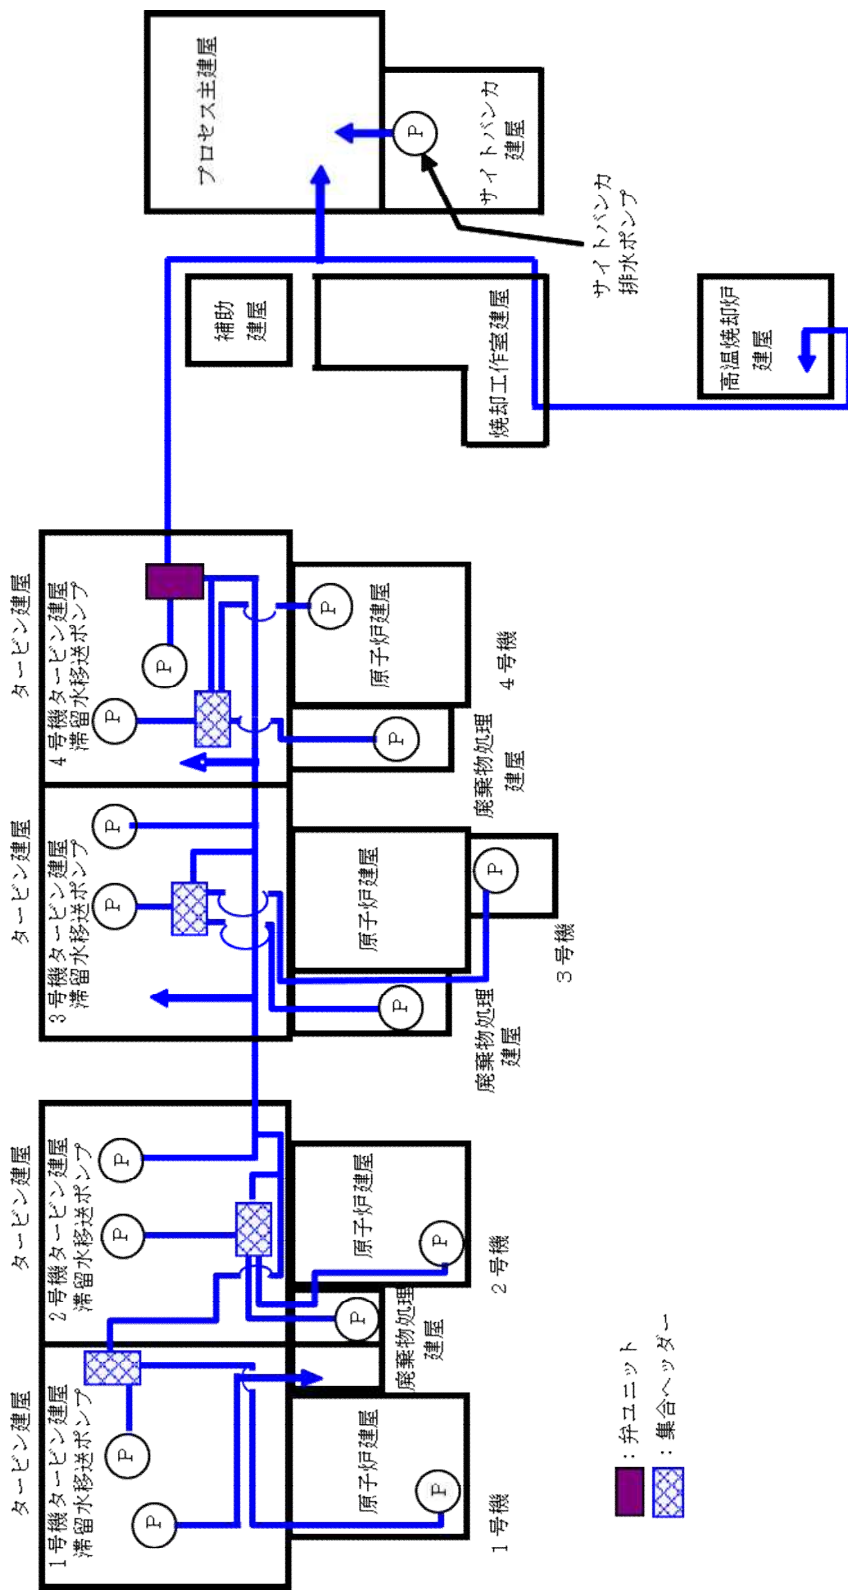 タービン建屋
1号機タービン建屋
滞留水移送ポンプ
P
P
原子炉建屋
P
1号機
タービン建屋
2号機タービン建屋
滞留水移送ポンプ
P
P
廃棄物処理
建屋
P
原子炉建屋
P
2号機
タービン建屋
3号機タービン建屋
滞留水移送ポンプ
P
P
廃棄物処理
建屋
P
原子炉建屋
P
3号機
タービン建屋
4号機タービン建屋
滞留水移送ポンプ
P
P
廃棄物処理
建屋
P
原子炉建屋
P
4号機
補助
建屋
焼却工作室建屋
高温焼却炉
建屋
プロセス主建屋
サイトバンカ
建屋
P
サイトバンカ
排水ポンプ
：弁ユニット
：集合ヘッダー